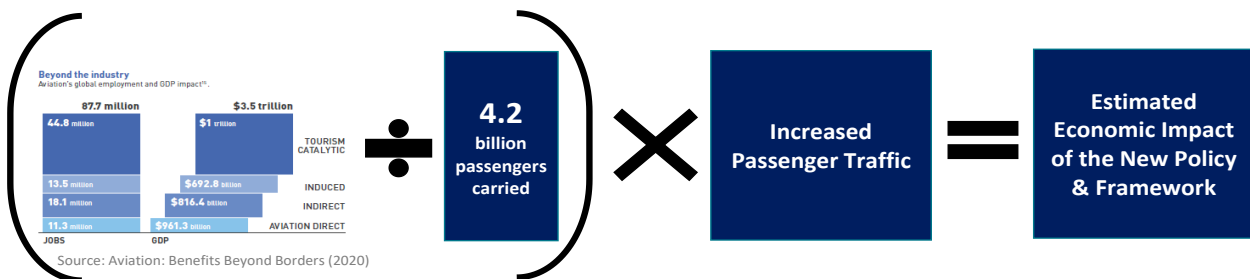 Beyond the industry
Aviation's global employment and GDP impact¹⁵.
87.7 million
$3.5 trillion
44.8 million
$1 trillion
TOURISM
CATALYTIC
13.5 million
$692.8 billion
INDUCED
18.1 million
$816.4 billion
INDIRECT
11.3 million
$961.3 billion
AVIATION DIRECT
JOBS
GDP
Source: Aviation: Benefits Beyond Borders (2020)
4.2
billion
passengers
carried
Increased
Passenger Traffic
Estimated
Economic Impact
of the New Policy
& Framework